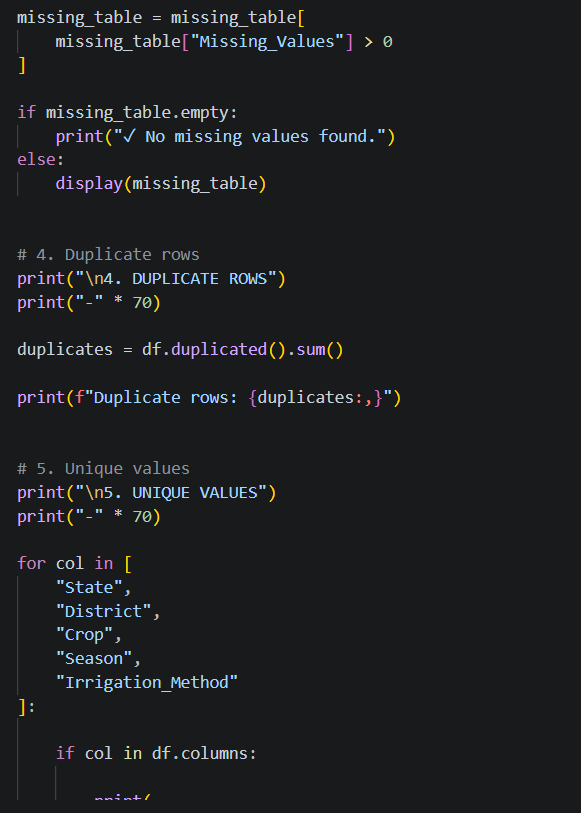 missing_table = missing_table[
    missing_table["Missing_Values"] > 0
]
if missing_table.empty:
    print("✓ No missing values found.")
else:
    display(missing_table)
# 4. Duplicate rows
print("\n4. DUPLICATE ROWS")
print("-" * 70)
duplicates = df.duplicated().sum()
print(f"Duplicate rows: {duplicates:,}")
# 5. Unique values
print("\n5. UNIQUE VALUES")
print("-" * 70)
for col in [
    "State",
    "District",
    "Crop",
    "Season",
    "Irrigation_Method"
]:
    if col in df.columns:
        print(